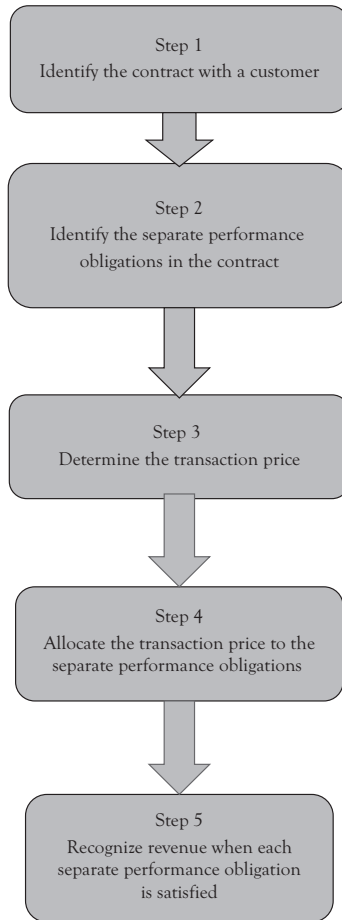 Step 1
Identify the contract with a customer
Step 2
Identify the separate performance
obligations in the contract
Step 3
Determine the transaction price
Step 4
Allocate the transaction price to the
separate performance obligations
Step 5
Recognize revenue when each
separate performance obligation
is satisfied